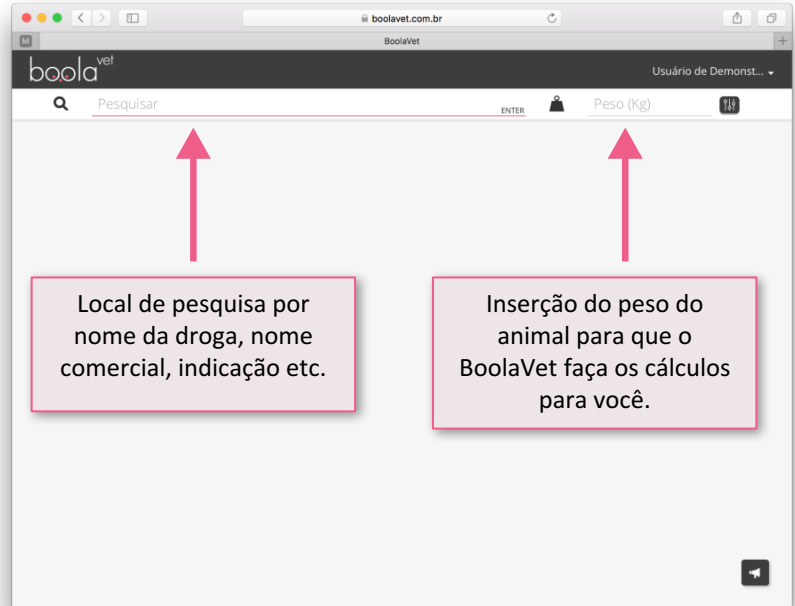 boolavet.com.br
M
BoolaVet
+
boola vet
Usuário de Demonst...
Pesquisar
ENTER
Peso (Kg)
Local de pesquisa por
nome da droga, nome
comercial, indicação etc.
Inserção do peso do
animal para que o
BoolaVet faça os cálculos
para você.